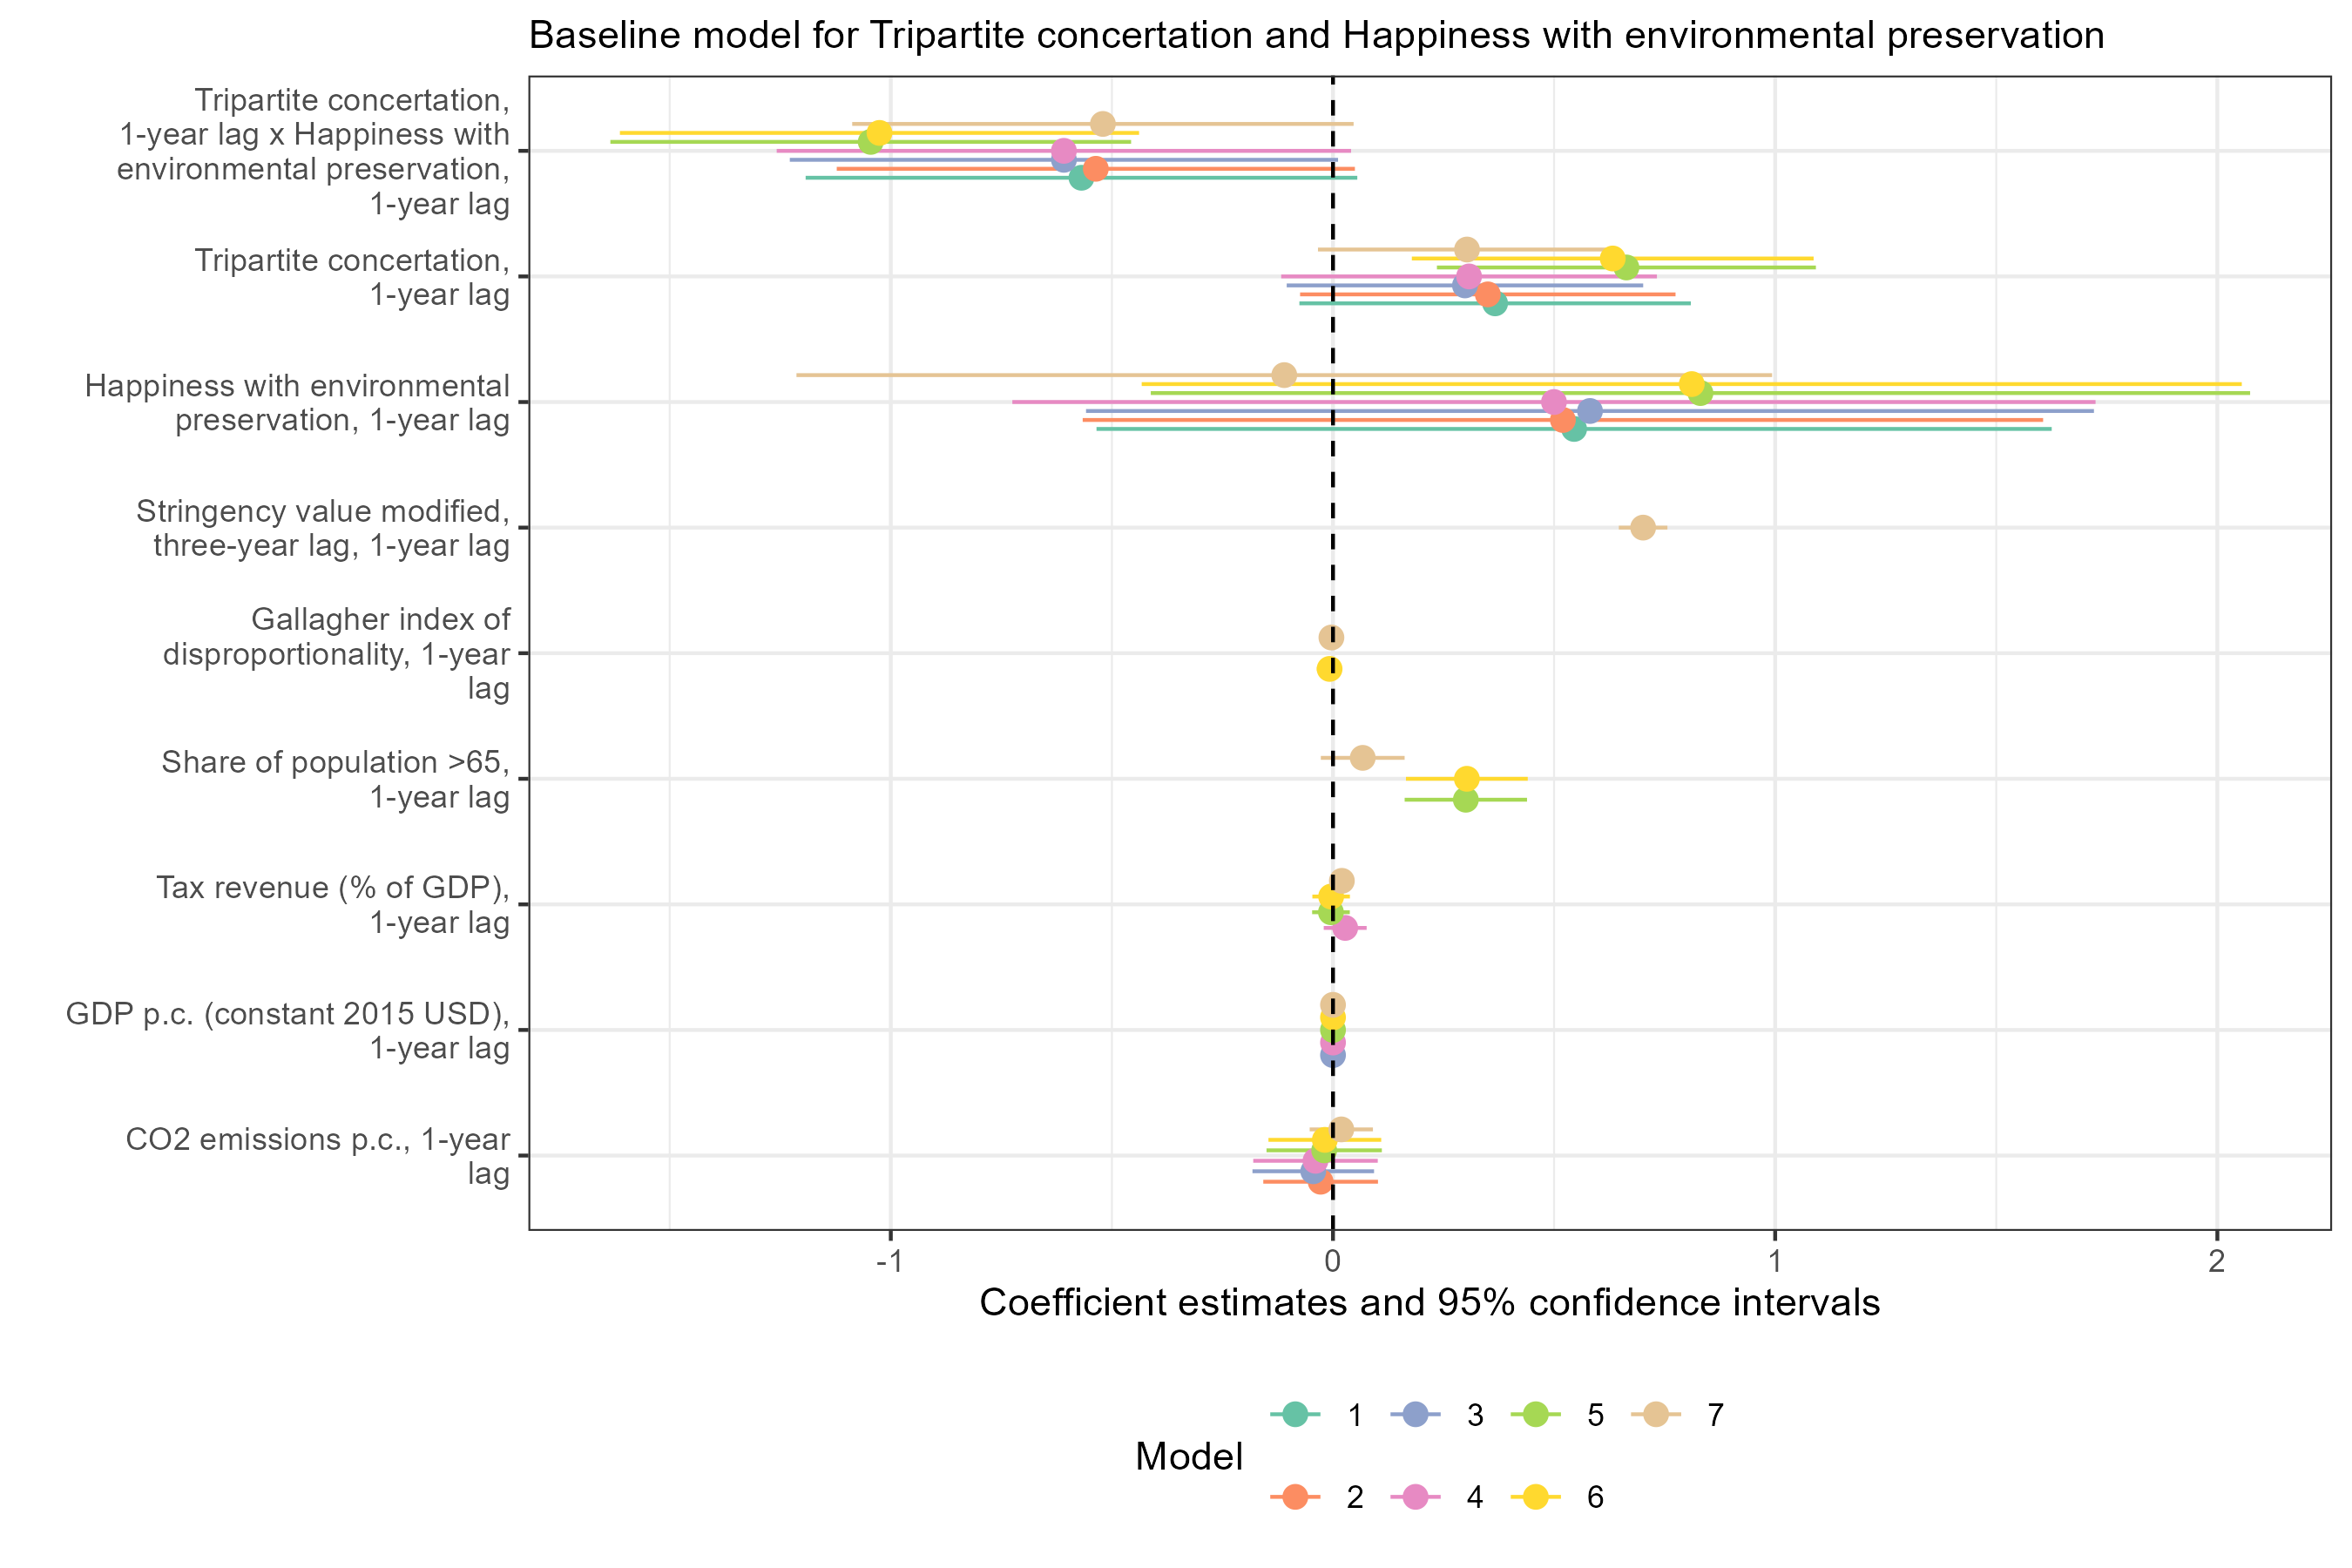 Baseline model for Tripartite concertation and Happiness with environmental preservation
Tripartite concertation,
1-year lag x Happiness with
environmental preservation,
1-year lag
Tripartite concertation,
1-year lag
Happiness with environmental
preservation, 1-year lag
Stringency value modified,
three-year lag, 1-year lag
Gallagher index of
disproportionality, 1-year
lag
Share of population >65,
1-year lag
Tax revenue (% of GDP),
1-year lag
GDP p.c. (constant 2015 USD),
1-year lag
CO2 emissions p.c., 1-year
lag
-1 0 1 2
Coefficient estimates and 95% confidence intervals
Model
1 3 5 7
2 4 6